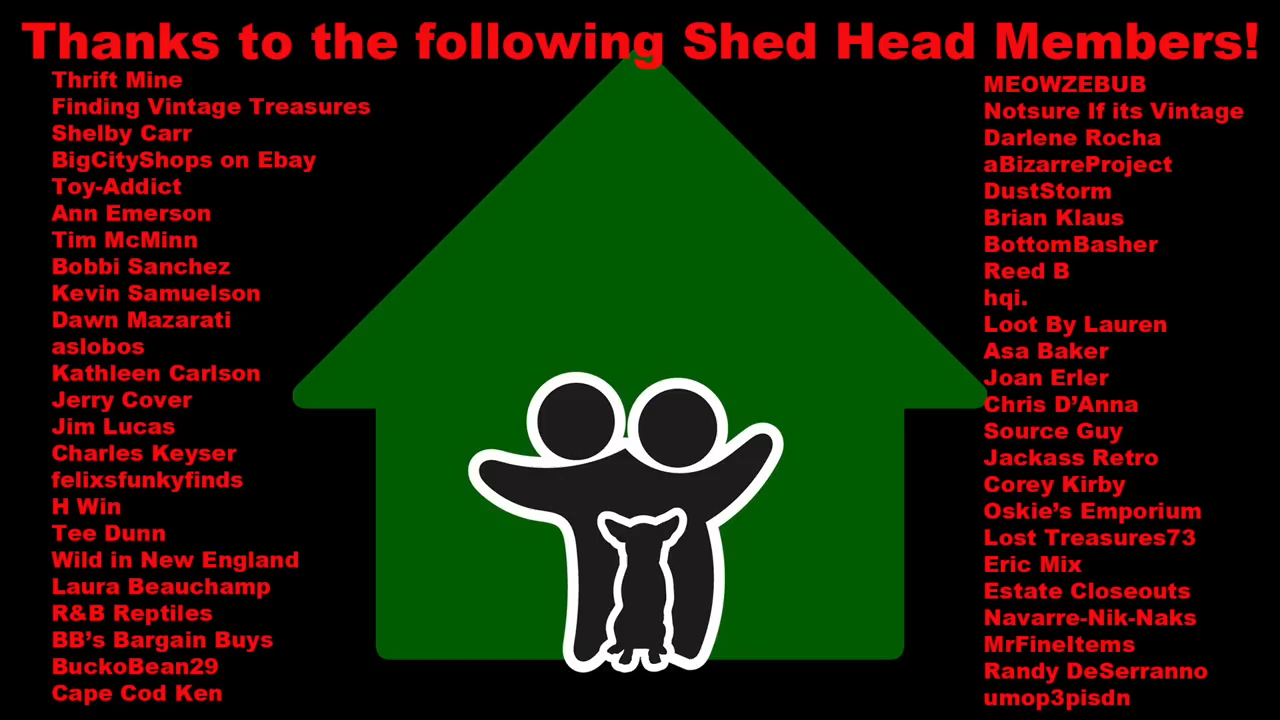 Thanks to the following Shed Head Members!
Thrift Mine
Finding Vintage Treasures
Shelby Carr
BigCityShops on Ebay
Toy-Addict
Ann Emerson
Tim McMinn
Bobbi Sanchez
Kevin Samuelson
Dawn Mazarati
aslobos
Kathleen Carlson
Jerry Cover
Jim Lucas
Charles Keyser
felixsfunkyfinds
H Win
Tee Dunn
Wild in New England
Laura Beauchamp
R&B Reptiles
BB’s Bargain Buys
BuckoBean29
Cape Cod Ken
MEOWZEBUB
Notsure If its Vintage
Darlene Rocha
aBizarreProject
DustStorm
Brian Klaus
BottomBasher
Reed B
hqi.
Loot By Lauren
Asa Baker
Joan Erler
Chris D’Anna
Source Guy
Jackass Retro
Corey Kirby
Oskie’s Emporium
Lost Treasures73
Eric Mix
Estate Closeouts
Navarre-Nik-Naks
MrFineItems
Randy DeSerranno
umop3pisdn